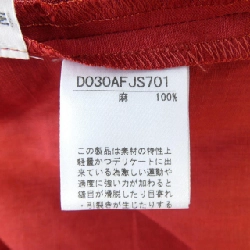 D030AFJS701
麻 100%
この製品は素材の特性上
軽量かつデリケートに出
来ている為激しい運動や
過度に強い力が加わると
縫目が滑脱したり目寄れ
・引裂きが生じたりする